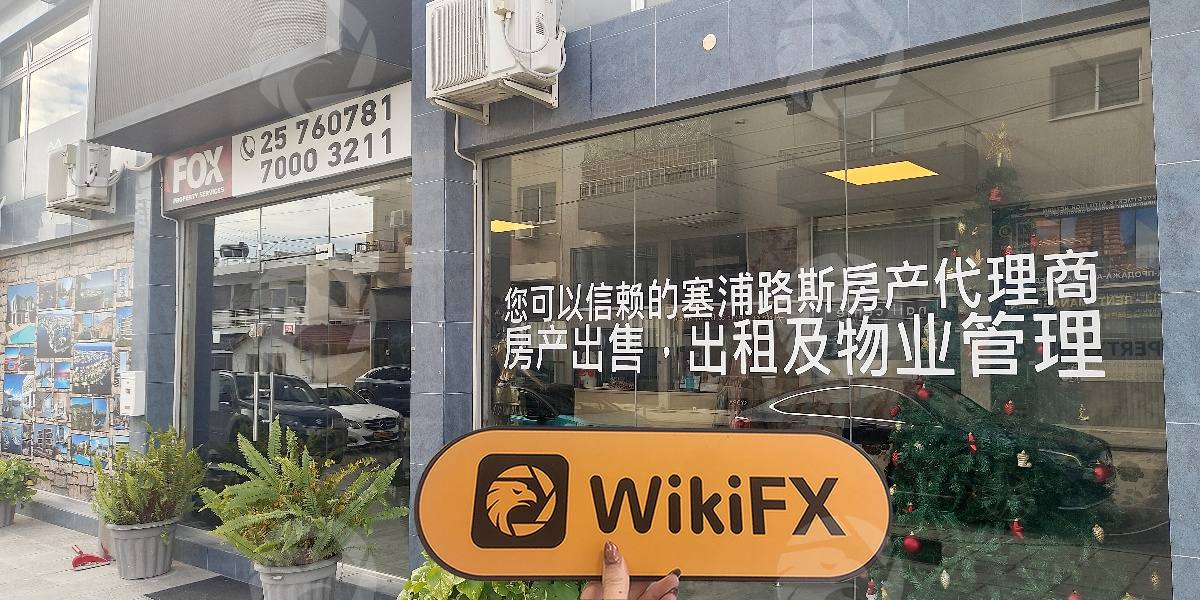 FOX
PROPERTY SERVICES
25 760781
7000 3211
您可以信赖的塞浦路斯房产代理商
房产出售，出租及物业管理
WikiFX